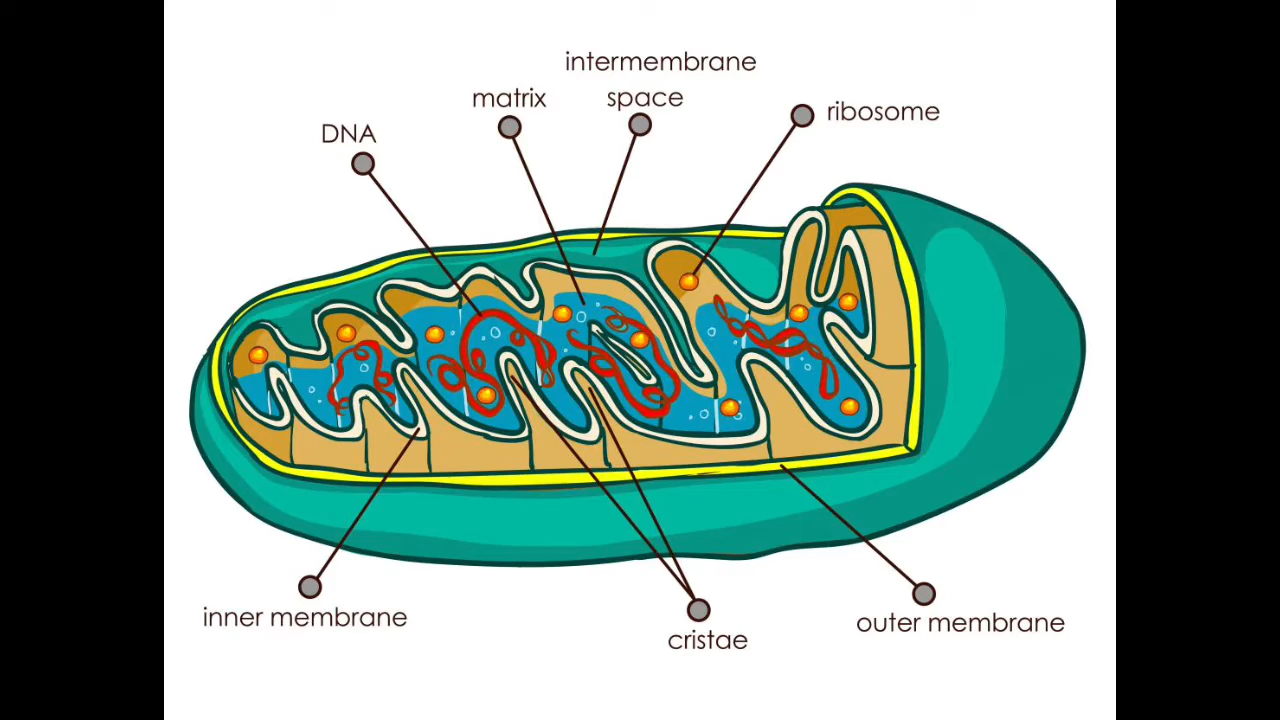 intermembrane
space
matrix
ribosome
DNA
inner membrane
cristae
outer membrane